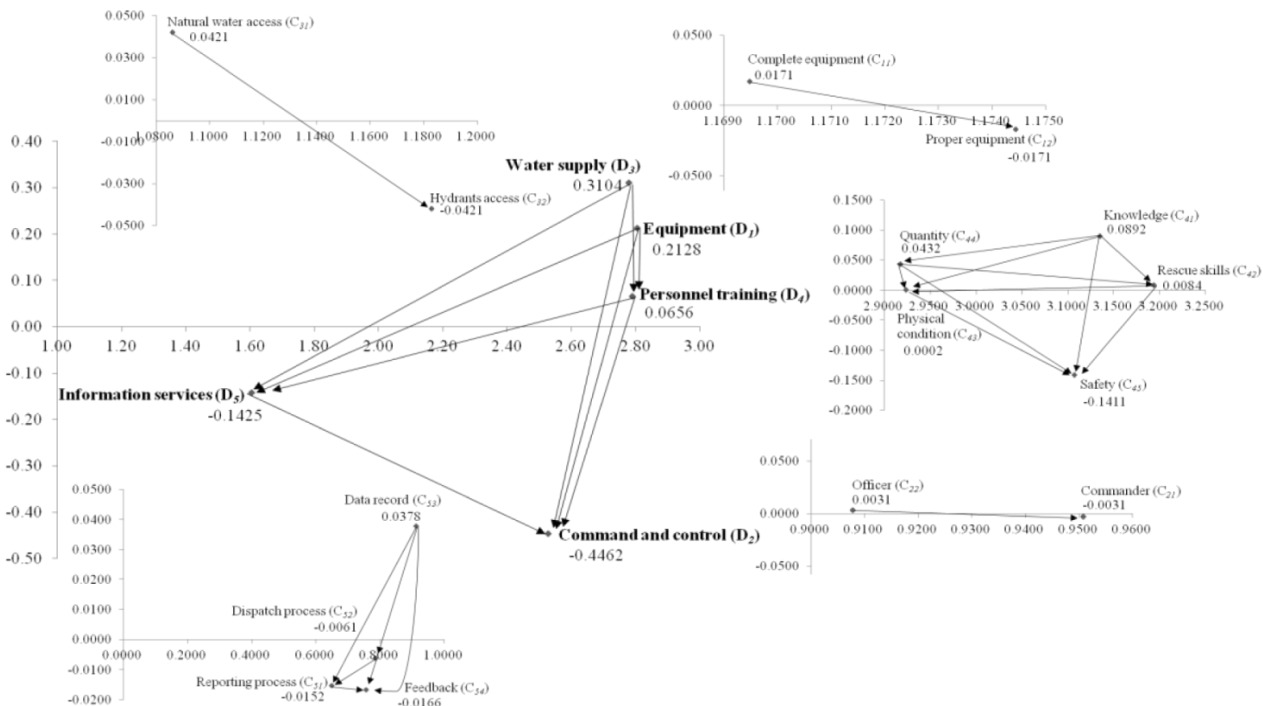 0.0500
Natural water access (C31)
0.0421
0.0300
0.0100
1.0800 1.1000 1.1200 1.1400 1.1600 1.1800 1.2000
-0.0100
-0.0300
Hydrants access (C32)
-0.0421
-0.0500
0.0500
Complete equipment (C11)
0.0171
0.0000
1.1690 1.1700 1.1710 1.1720 1.1730 1.1740 1.1750
Proper equipment (C12)
-0.0171
-0.0500
0.40
0.30
0.20
0.10
0.00
1.00 1.20 1.40 1.60 1.80 2.00 2.20 2.40 2.60 2.80 3.00
-0.10
-0.20
-0.30
-0.40
-0.50
Water supply (D3)
0.3104
Equipment (D1)
0.2128
Personnel training (D4)
0.0656
Information services (D5)
-0.1425
Command and control (D2)
-0.4462
0.1500
Knowledge (C41)
0.0892
0.1000
Quantity (C44)
0.0432
0.0500
Rescue skills (C42)
0.0084
0.0000
2.9000 2.9500 3.0000 3.0500 3.1000 3.1500 3.2000 3.2500
-0.0500
Physical
condition (C43)
0.0002
-0.1000
-0.1500
Safety (C45)
-0.1411
-0.2000
0.0500
Officer (C22)
0.0031
Commander (C21)
-0.0031
0.0000
0.9000 0.9100 0.9200 0.9300 0.9400 0.9500 0.9600
-0.0500
0.0500
Data record (C53)
0.0378
0.0400
0.0300
0.0200
0.0100
Dispatch process (C52)
-0.0061
0.0000
0.0000 0.2000 0.4000 0.6000 0.8000 1.0000
-0.0100
Reporting process (C51)
-0.0152
Feedback (C54)
-0.0166
-0.0200